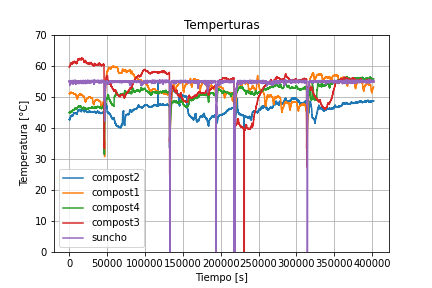 Temperturas
Temperatura [°C]
70
60
50
40
30
20
10
0
compost2
compost1
compost4
compost3
suncho
0 50000 100000 150000 200000 250000 300000 350000 400000
Tiempo [s]